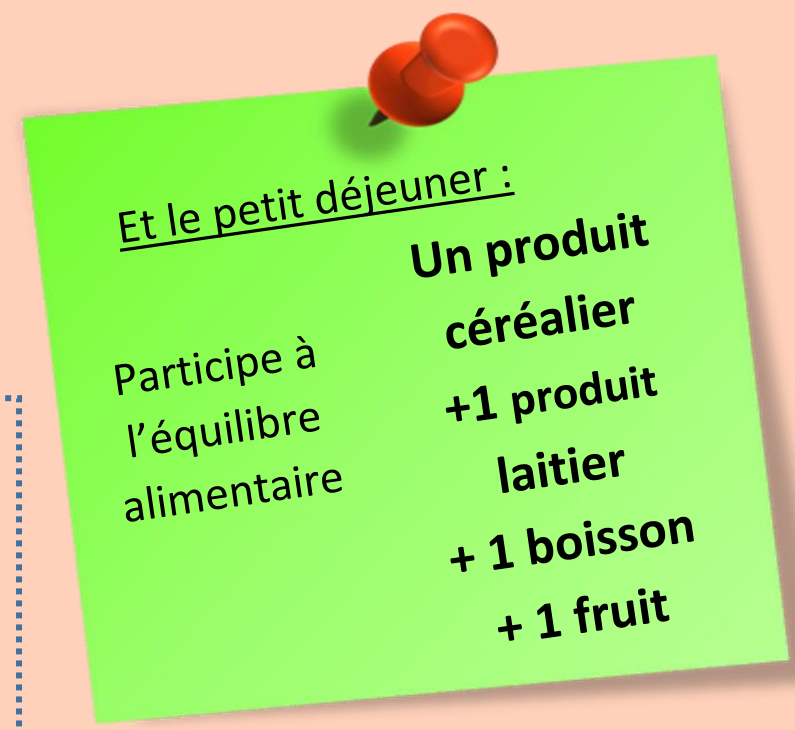 Et le petit déjeuner :
Participe à
l’équilibre
alimentaire
Un produit
céréalier
+1 produit
laitier
+ 1 boisson
+ 1 fruit